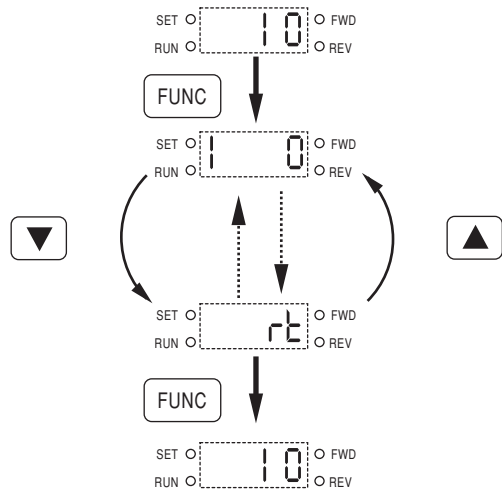 SET 10 FWD
RUN REV
FUNC
SET 1 0 FWD
RUN REV
▼ ▲
SET rt FWD
RUN REV
FUNC
SET 10 FWD
RUN REV